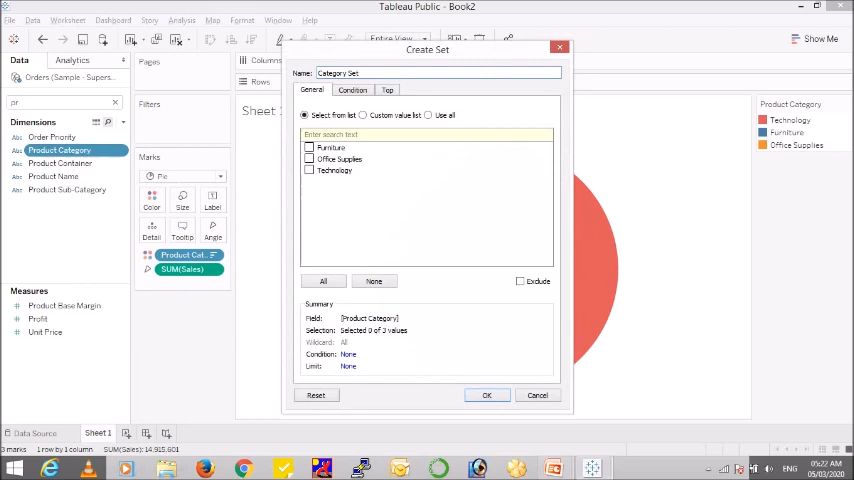 Tableau Public - Book2
File Data Worksheet Dashboard Story Analysis Map Format Window Help
Entire View
Show Me
Data Analytics
Pages
Columns
Orders (Sample - Supers...
Rows
pr
Filters
Sheet 1
Dimensions
Order Priority
Product Category
Product Container
Product Name
Product Sub-Category
Marks
Pie
Color Size Label
Detail Tooltip Angle
Product Cat..
SUM(Sales)
Measures
Product Base Margin
Profit
Unit Price
Create Set
Name: Category Set
General Condition Top
Select from list Custom value list Use all
Enter search text
Furniture
Office Supplies
Technology
All None Exclude
Summary
Field: [Product Category]
Selection: Selected 0 of 3 values
Wildcard: All
Condition: None
Limit: None
Reset OK Cancel
Product Category
Technology
Furniture
Office Supplies
Data Source Sheet 1
3 marks 1 row by 1 column SUM(Sales): 14,915,601
ENG
05:22 AM
05/03/2020